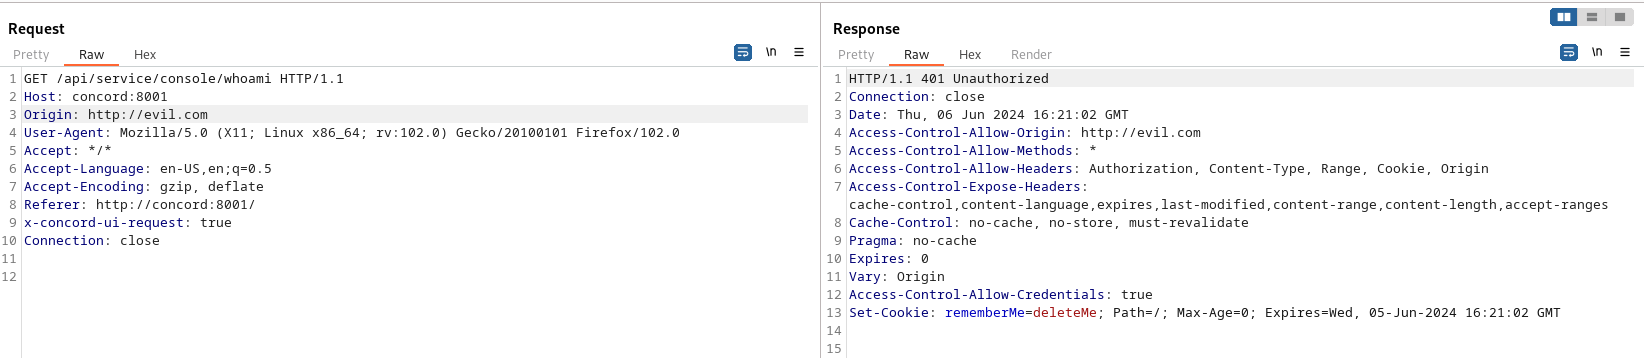 Request
Pretty Raw Hex
\n
1 GET /api/service/console/whoami HTTP/1.1
2 Host: concord:8001
3 Origin: http://evil.com
4 User-Agent: Mozilla/5.0 (X11; Linux x86_64; rv:102.0) Gecko/20100101 Firefox/102.0
5 Accept: */*
6 Accept-Language: en-US,en;q=0.5
7 Accept-Encoding: gzip, deflate
8 Referer: http://concord:8001/
9 x-concord-ui-request: true
10 Connection: close
11
12
Response
Pretty Raw Hex Render
\n
1 HTTP/1.1 401 Unauthorized
2 Connection: close
3 Date: Thu, 06 Jun 2024 16:21:02 GMT
4 Access-Control-Allow-Origin: http://evil.com
5 Access-Control-Allow-Methods: *
6 Access-Control-Allow-Headers: Authorization, Content-Type, Range, Cookie, Origin
7 Access-Control-Expose-Headers:
cache-control,content-language,expires,last-modified,content-range,content-length,accept-ranges
8 Cache-Control: no-cache, no-store, must-revalidate
9 Pragma: no-cache
10 Expires: 0
11 Vary: Origin
12 Access-Control-Allow-Credentials: true
13 Set-Cookie: rememberMe=deleteMe; Path=/; Max-Age=0; Expires=Wed, 05-Jun-2024 16:21:02 GMT
14
15